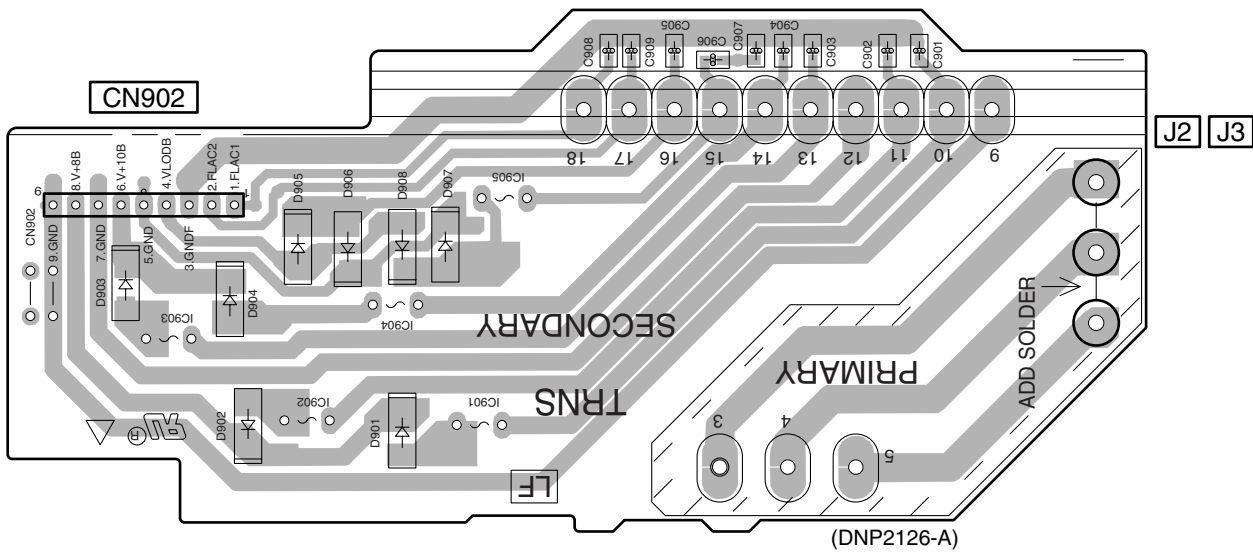 C908
C909
C905
C906
C907
C904
C903
C902
C901
CN902
J2
J3
18
17
16
15
14
13
12
11
10
9
9
8.V+8B
6.V+10B
4.VLODB
2.FLAC2
1.FLAC1
1
CN902
9.GND
7.GND
5.GND
3.GNDF
D905
D906
D908
D907
IC905
D903
D904
IC903
IC904
SECONDARY
PRIMARY
ADD SOLDER
TRNS
D902
IC902
D901
IC901
3
4
5
R
LF
(DNP2126-A)